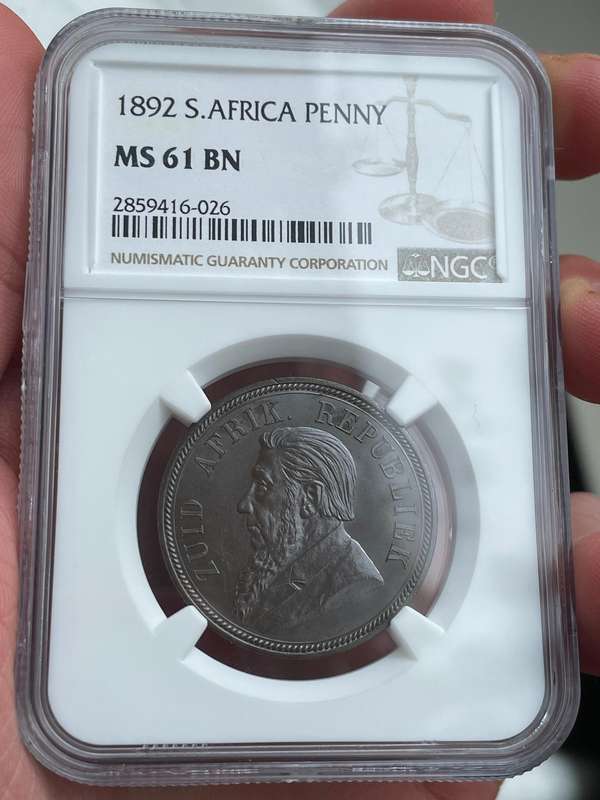 1892 S.AFRICA PENNY
MS 61 BN
2859416-026
NUMISMATIC GUARANTY CORPORATION
NGC
ZUID AFRIK. REPUBLIEK